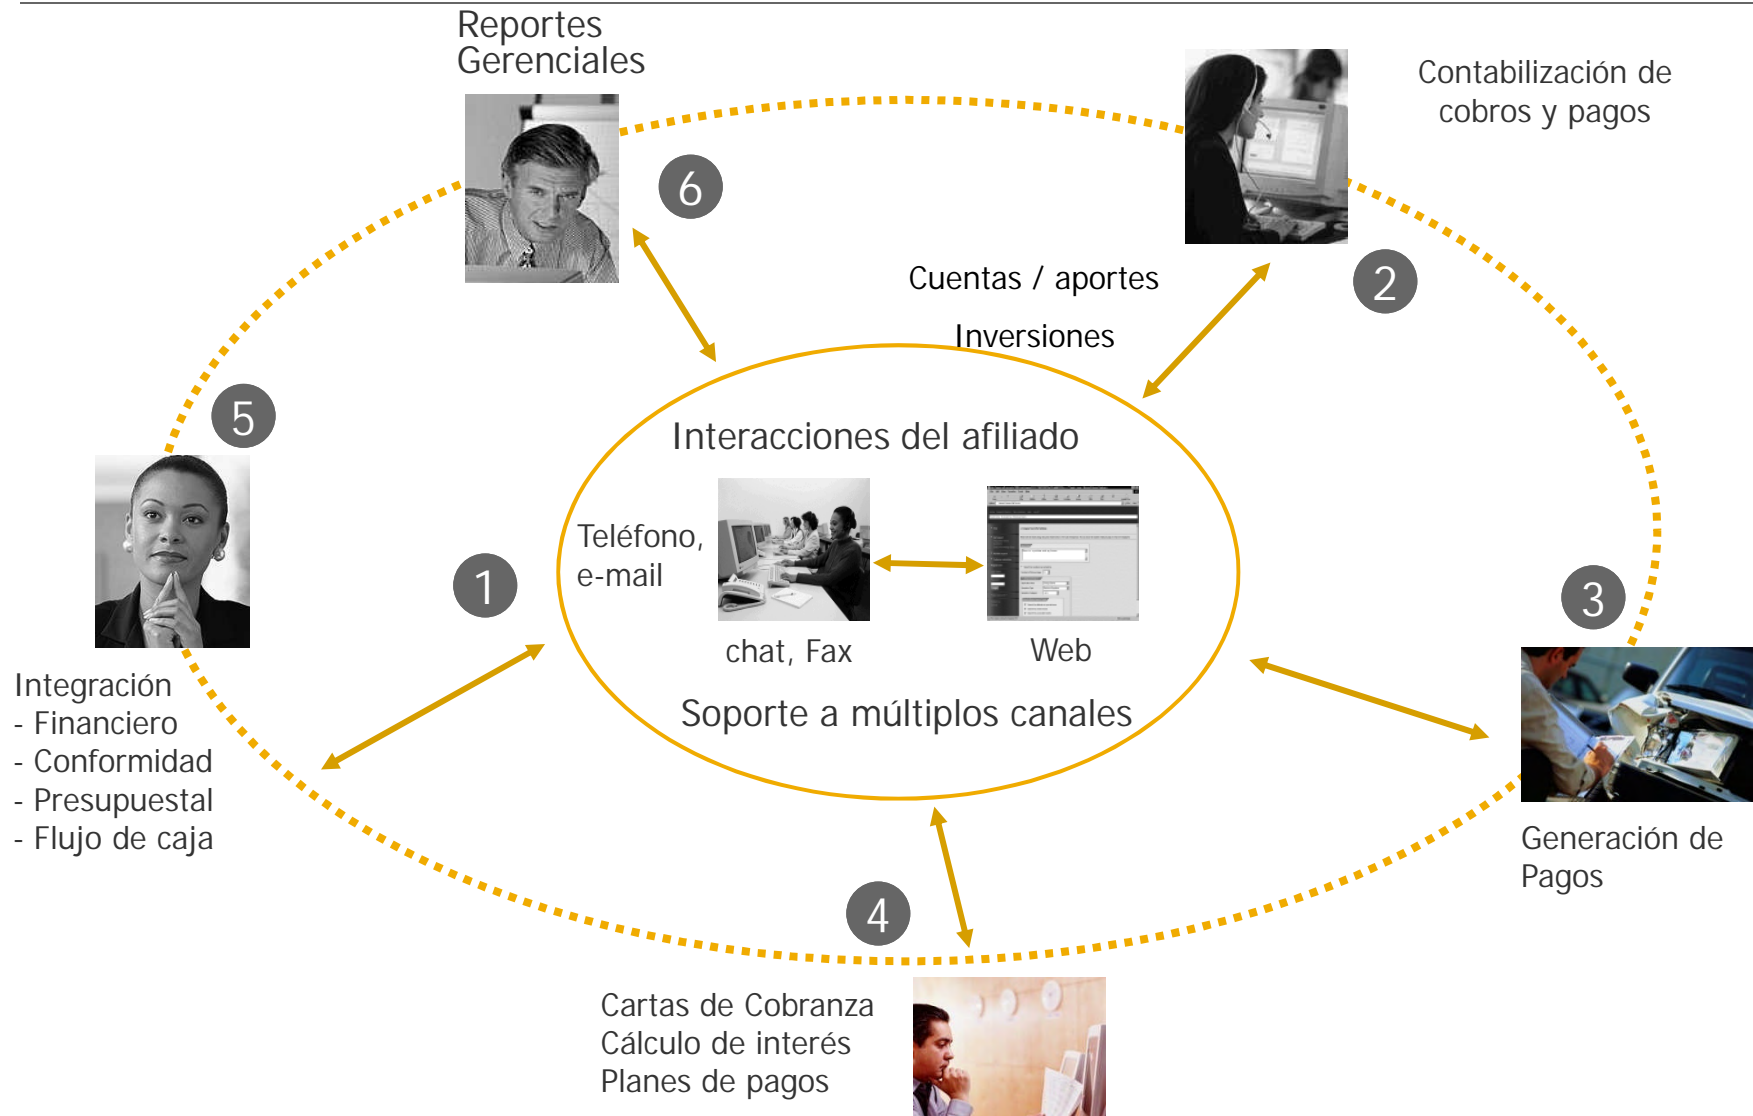 Reportes
Gerenciales
Contabilización de
cobros y pagos
6
2
Cuentas / aportes
Inversiones
5
Interacciones del afiliado
Teléfono,
e-mail
1
3
chat, Fax
Web
Soporte a múltiplos canales
Integración
- Financiero
- Conformidad
- Presupuestal
- Flujo de caja
Generación de
Pagos
4
Cartas de Cobranza
Cálculo de interés
Planes de pagos